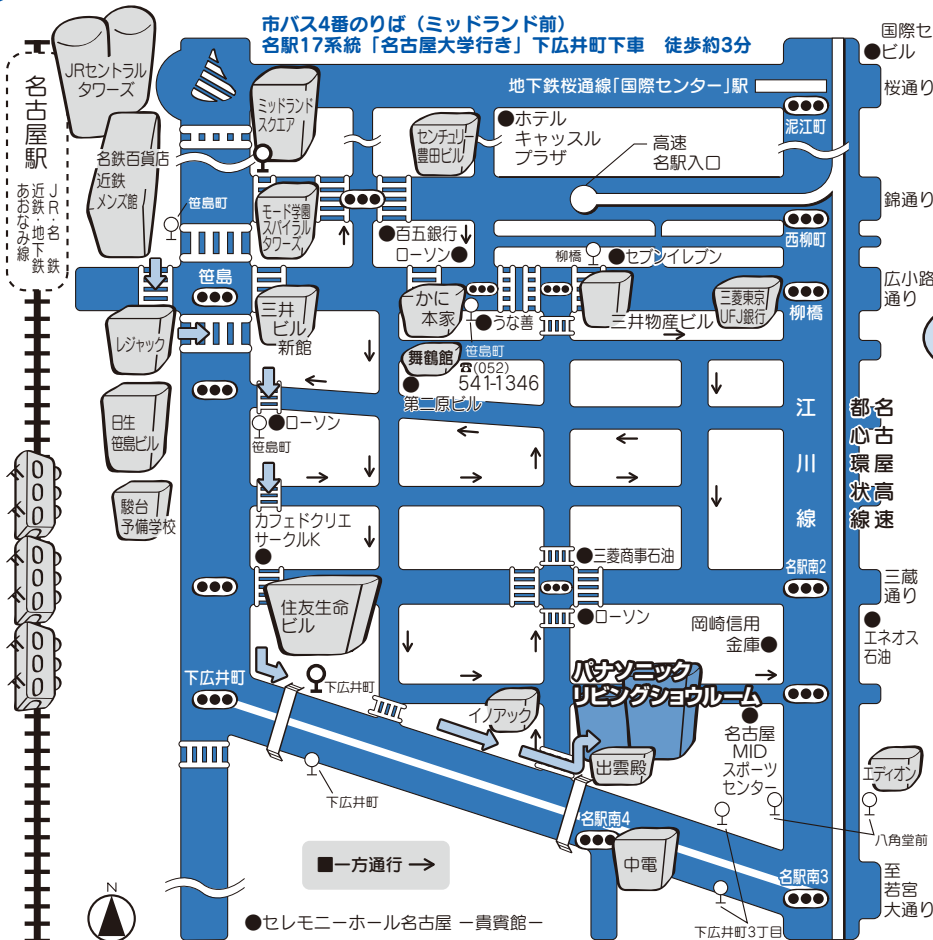 市バス4番のりば（ミッドランド前）
名駅17系統「名古屋大学行き」下広井町下車　徒歩約3分
国際セ
ビル
JRセントラル
タワーズ
地下鉄桜通線「国際センター」駅
桜通り
名古屋駅
JR・名鉄
近鉄・地下鉄
あおなみ線
ミッドランド
スクエア
センチュリー
豊田ビル
ホテル
キャッスル
プラザ
泥江町
高速
名駅入口
名鉄百貨店
近鉄
メンズ館
笹島町
錦通り
モード学園
スパイラル
タワーズ
百五銀行
ローソン
西柳町
柳橋
セブンイレブン
笹島
広小路
通り
三井
ビル
新館
かに
本家
うな善
三井物産ビル
三菱東京
UFJ銀行
柳橋
レジャック
舞鶴館
笹島町
☎(052)
541-1346
第二原ビル
日生
笹島ビル
ローソン
笹島町
江川線
名古屋高速
都心環状線
駿台
予備学校
カフェドクリエ
サークルK
三菱商事石油
名駅南2
三蔵
通り
住友生命
ビル
ローソン
岡崎信用
金庫
エネオス
石油
下広井町
下広井町
パナソニック
リビングショウルーム
イノアック
名古屋
MID
スポーツ
センター
出雲殿
エディオン
下広井町
名駅南4
八角堂前
■一方通行 →
中電
名駅南3
至
若宮
大通り
N
●セレモニーホール名古屋 －貴賓館－
下広井町3丁目